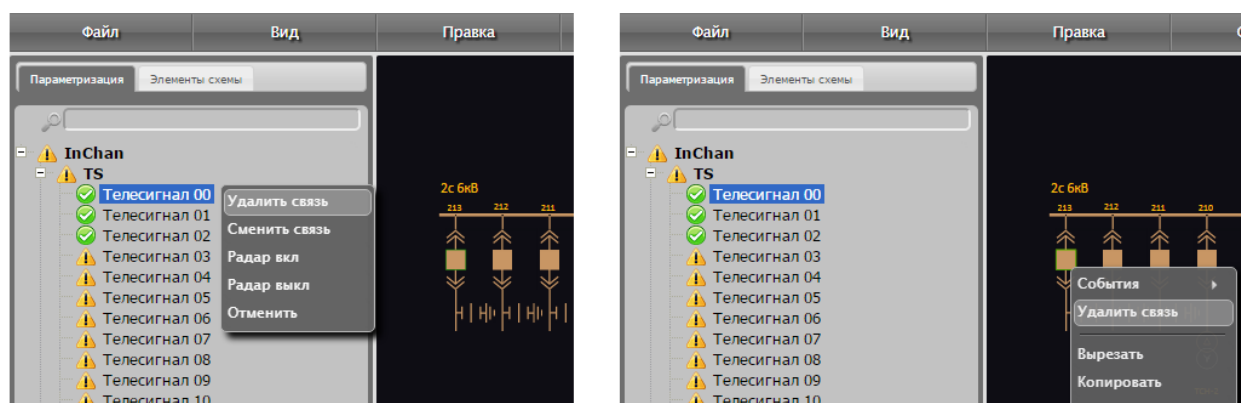 Файл Вид Правка
Параметризация Элементы схемы
InChan
TS
Телесигнал 00
Телесигнал 01
Телесигнал 02
Телесигнал 03
Телесигнал 04
Телесигнал 05
Телесигнал 06
Телесигнал 07
Телесигнал 08
Телесигнал 09
Телесигнал 10
Удалить связь
Сменить связь
Радар вкл
Радар выкл
Отменить
2с 6кВ
213 212 211
Файл Вид Правка
Параметризация Элементы схемы
InChan
TS
Телесигнал 00
Телесигнал 01
Телесигнал 02
Телесигнал 03
Телесигнал 04
Телесигнал 05
Телесигнал 06
Телесигнал 07
Телесигнал 08
Телесигнал 09
Телесигнал 10
2с 6кВ
213 212 211 210
События
Удалить связь
Вырезать
Копировать